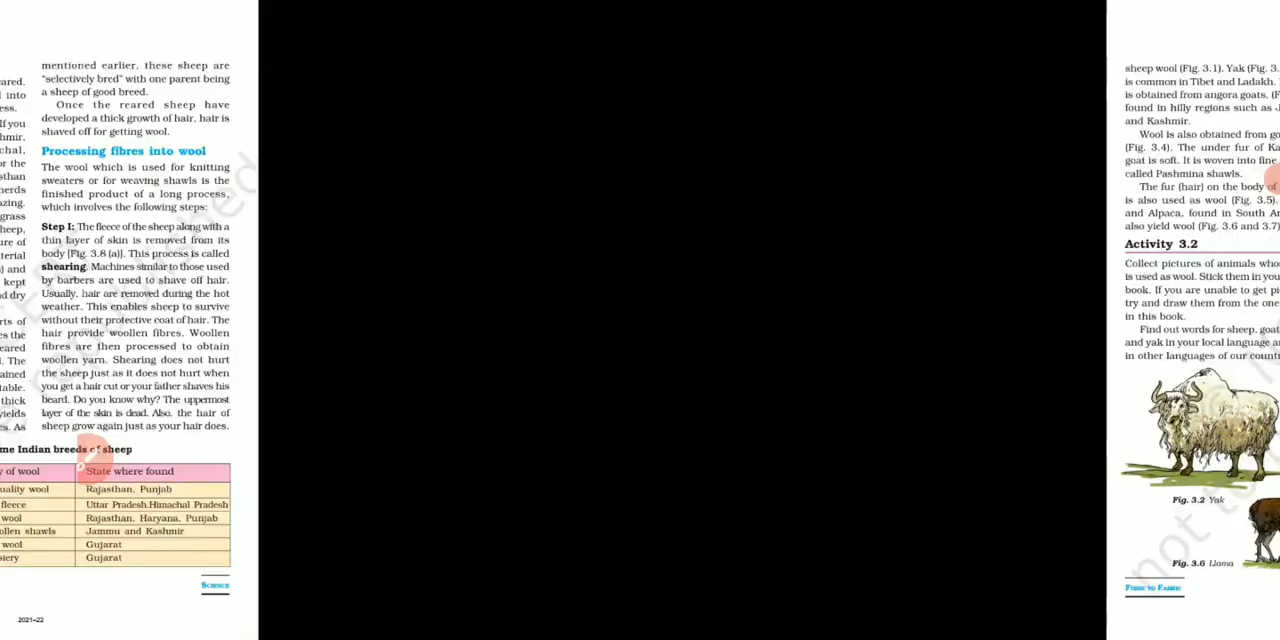 mentioned earlier, these sheep are
"selectively bred" with one parent being
a sheep of good breed.
Once the reared sheep have
developed a thick growth of hair, hair is
shaved off for getting wool.
Processing fibres into wool
The wool which is used for knitting
sweaters or for weaving shawls is the
finished product of a long process,
which involves the following steps:
Step I: The fleece of the sheep along with a
thin layer of skin is removed from its
body [Fig. 3.8 (a)]. This process is called
shearing. Machines similar to those used
by barbers are used to shave off hair.
Usually, hair are removed during the hot
weather. This enables sheep to survive
without their protective coat of hair. The
hair provide woollen fibres. Woollen
fibres are then processed to obtain
woollen yarn. Shearing does not hurt
the sheep just as it does not hurt when
you get a hair cut or your father shaves his
beard. Do you know why? The uppermost
layer of the skin is dead. Also, the hair of
sheep grow again just as your hair does.
Indian breeds of sheep
of wool State where found
wool Rajasthan, Punjab
fleece Uttar Pradesh,Himachal Pradesh
wool Rajasthan, Haryana, Punjab
shawls Jammu and Kashmir
wool Gujarat
Gujarat
SCIENCE
2021–22
sheep wool (Fig. 3.1). Yak (Fig. 3.
is common in Tibet and Ladakh.
is obtained from angora goats.
found in hilly regions such as
and Kashmir.
Wool is also obtained from
(Fig. 3.4). The under fur of
goat is soft. It is woven into fine
called Pashmina shawls.
The fur (hair) on the body of
is also used as wool (Fig. 3.5).
and Alpaca, found in South
also yield wool (Fig. 3.6 and 3.7)
Activity 3.2
Collect pictures of animals
is used as wool. Stick them in
book. If you are unable to get
try and draw them from the
in this book.
Find out words for sheep,
and yak in your local language
in other languages of our
Fig. 3.2 Yak
Fig. 3.6 Llama
FIBRE TO FABRIC